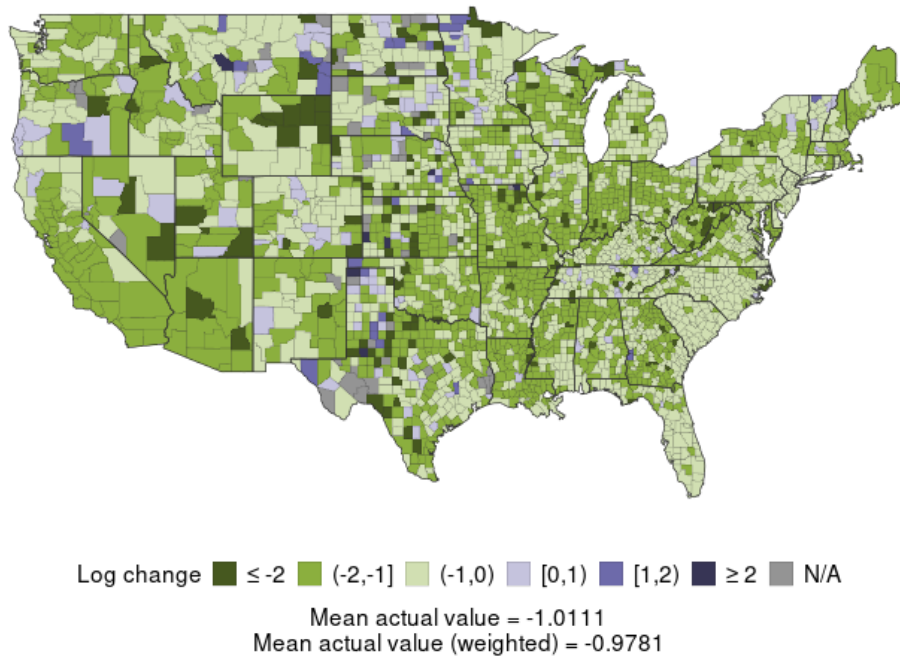 Log change ≤ -2 (-2,-1] (-1,0) [0,1) [1,2) ≥ 2 N/A
Mean actual value = -1.0111
Mean actual value (weighted) = -0.9781